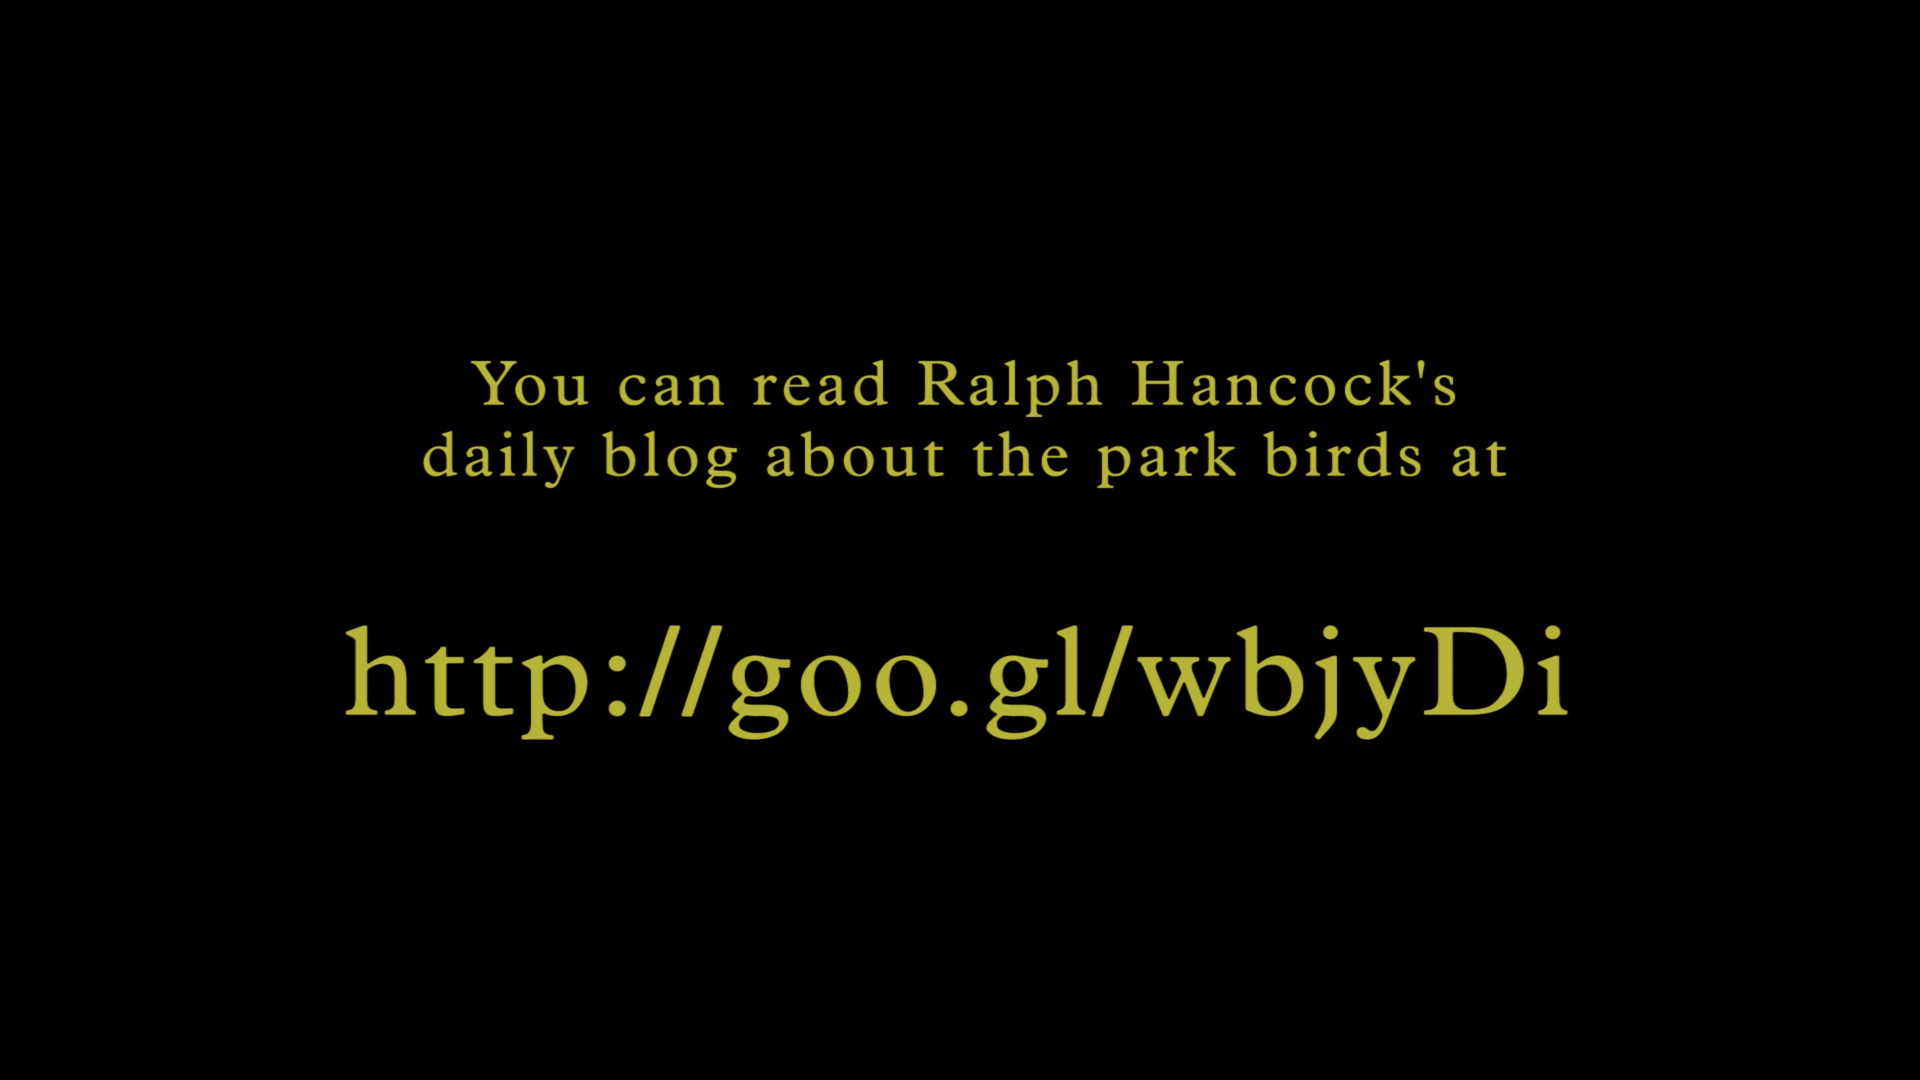 You can read Ralph Hancock's
daily blog about the park birds at
http://goo.gl/wbjyDi